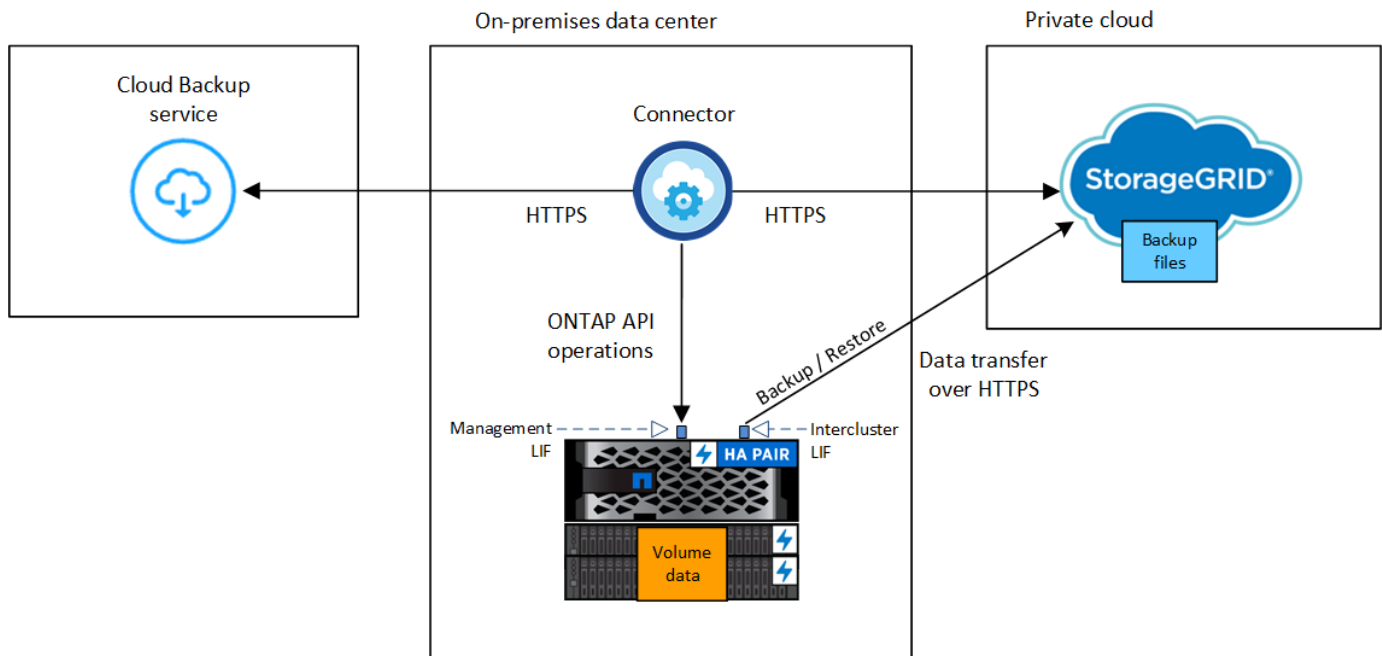 On-premises data center
Private cloud
Cloud Backup
service
Connector
HTTPS
HTTPS
StorageGRID®
Backup
files
ONTAP API
operations
Backup / Restore
Data transfer
over HTTPS
Management
LIF
Intercluster
LIF
HA PAIR
Volume
data